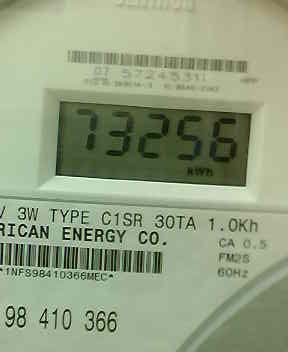 07 57245311
73256
kWh
V 3W TYPE C1SR 30TA 1.0Kh
RICAN ENERGY CO.
CA 0.5
FM2S
60Hz
*1NFS98410366MEC*
98 410 366